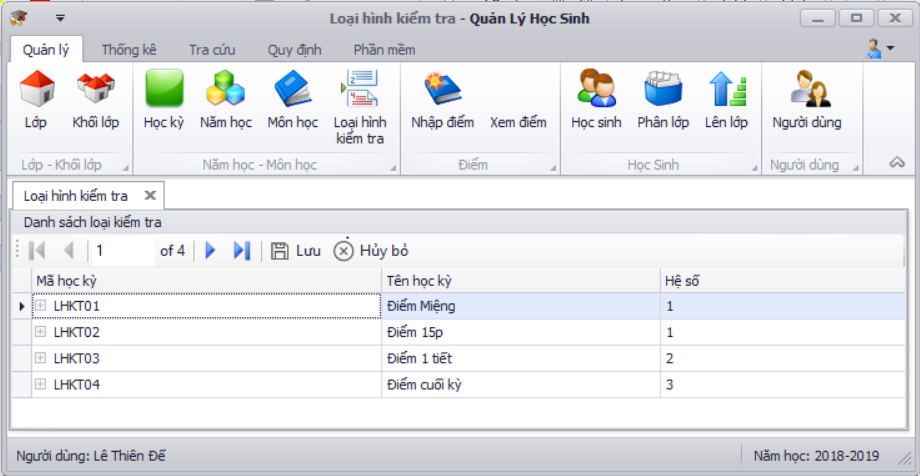 Loại hình kiểm tra - Quản Lý Học Sinh
Quản lý Thống kê Tra cứu Quy định Phần mềm
Lớp Khối lớp Học kỳ Năm học Môn học Loại hình kiểm tra Nhập điểm Xem điểm Học sinh Phân lớp Lên lớp Người dùng
Lớp - Khối lớp Năm học - Môn học Điểm Học Sinh Người dùng
Loại hình kiểm tra
Danh sách loại kiểm tra
1 of 4 Lưu Hủy bỏ
Mã học kỳ Tên học kỳ Hệ số
LHKT01 Điểm Miệng 1
LHKT02 Điểm 15p 1
LHKT03 Điểm 1 tiết 2
LHKT04 Điểm cuối kỳ 3
Người dùng: Lê Thiên Đế Năm học: 2018-2019